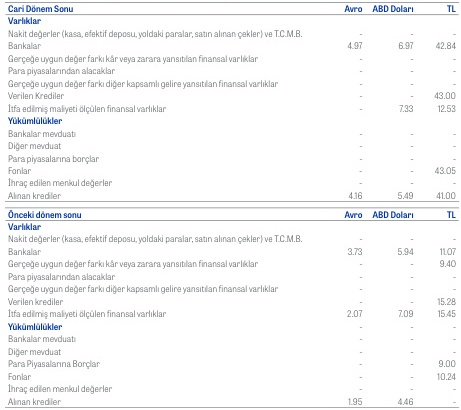 Cari Dönem Sonu Avro ABD Doları TL
Varlıklar
Nakit değerler (kasa, efektif deposu, yoldaki paralar, satın alınan çekler) ve T.C.M.B. - - -
Bankalar 4.97 6.97 42.84
Gerçeğe uygun değer farkı kâr veya zarara yansıtılan finansal varlıklar - - -
Para piyasalarından alacaklar - - -
Gerçeğe uygun değer farkı diğer kapsamlı gelire yansıtılan finansal varlıklar - - -
Verilen Krediler - - 43.00
İtfa edilmiş maliyeti ölçülen finansal varlıklar - 7.33 12.53
Yükümlülükler
Bankalar mevduatı - - -
Diğer mevduat - - -
Para piyasalarına borçlar - - -
Fonlar - - 43.05
İhraç edilen menkul değerler - - -
Alınan krediler 4.16 5.49 41.00
Önceki dönem sonu Avro ABD Doları TL
Varlıklar
Nakit değerler (kasa, efektif deposu, yoldaki paralar, satın alınan çekler) ve T.C.M.B. - - -
Bankalar 3.73 5.94 11.07
Gerçeğe uygun değer farkı kâr veya zarara yansıtılan finansal varlıklar - - 9.40
Para piyasalarından alacaklar - - -
Gerçeğe uygun değer farkı diğer kapsamlı gelire yansıtılan finansal varlıklar - - -
Verilen krediler - - 15.28
İtfa edilmiş maliyeti ölçülen finansal varlıklar 2.07 7.09 15.45
Yükümlülükler - - -
Bankalar mevduatı - - -
Diğer mevduat - - -
Para Piyasalarına Borçlar - - 9.00
Fonlar - - 10.24
İhraç edilen menkul değerler - - -
Alınan krediler 1.95 4.46 -